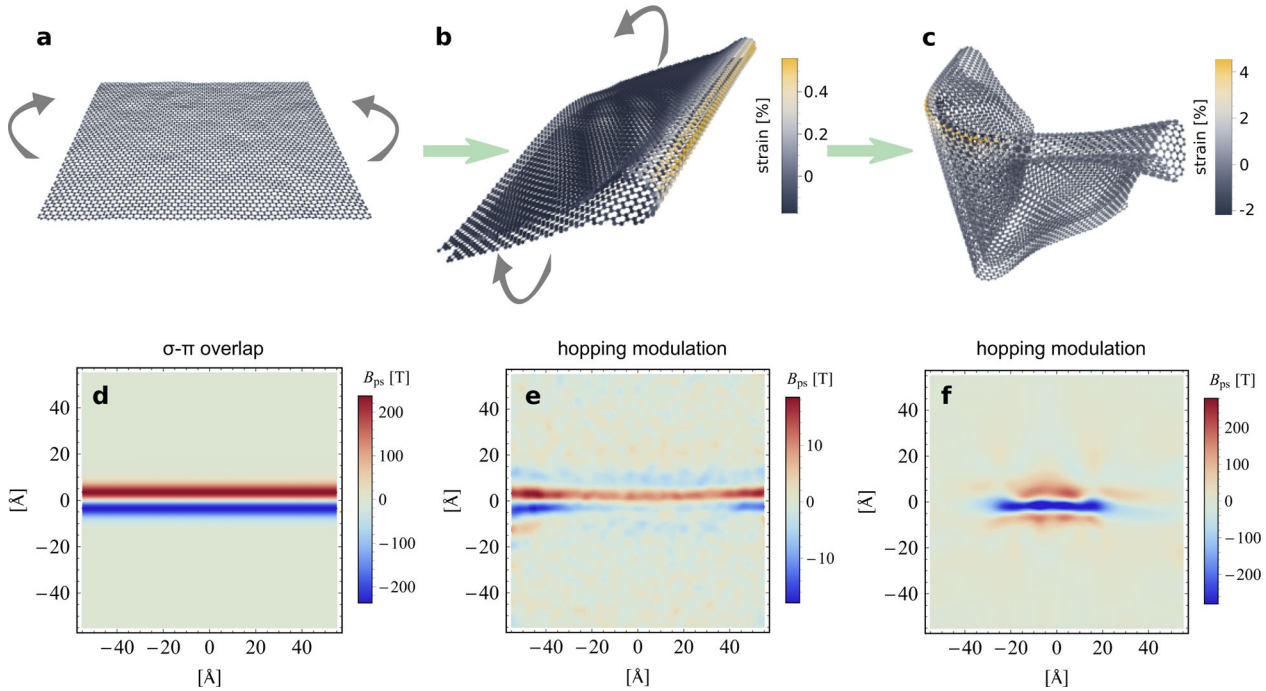 a
b
c
strain [%]
0.4
0.2
0
strain [%]
4
2
0
-2
σ-π overlap
hopping modulation
hopping modulation
d
e
f
Bps [T]
200
100
0
−100
−200
Bps [T]
10
0
−10
Bps [T]
200
100
0
−100
−200
[Å]
40
20
0
−20
−40
[Å]
40
20
0
−20
−40
[Å]
40
20
0
−20
−40
−40 −20 0 20 40
−40 −20 0 20 40
−40 −20 0 20 40
[Å]
[Å]
[Å]